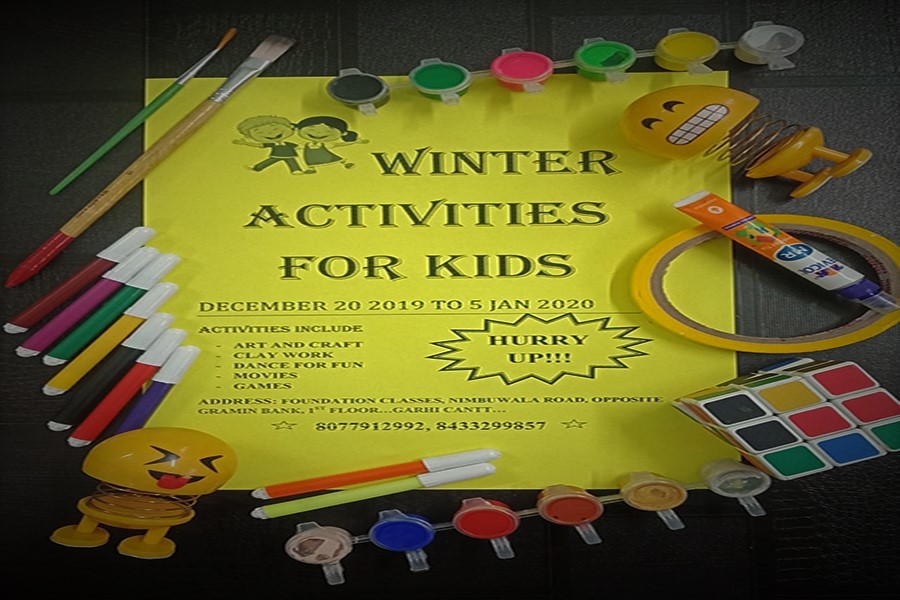 WINTER
ACTIVITIES
FOR KIDS
DECEMBER 20 2019 TO 5 JAN 2020
ACTIVITIES INCLUDE
- ART AND CRAFT
- CLAY WORK
- DANCE FOR FUN
- MOVIES
- GAMES
HURRY
UP!!!
ADDRESS: FOUNDATION CLASSES, NIMBUWALA ROAD, OPPOSITE
GRAMIN BANK, 1ST FLOOR...GARHI CANTT...
8077912992, 8433299857